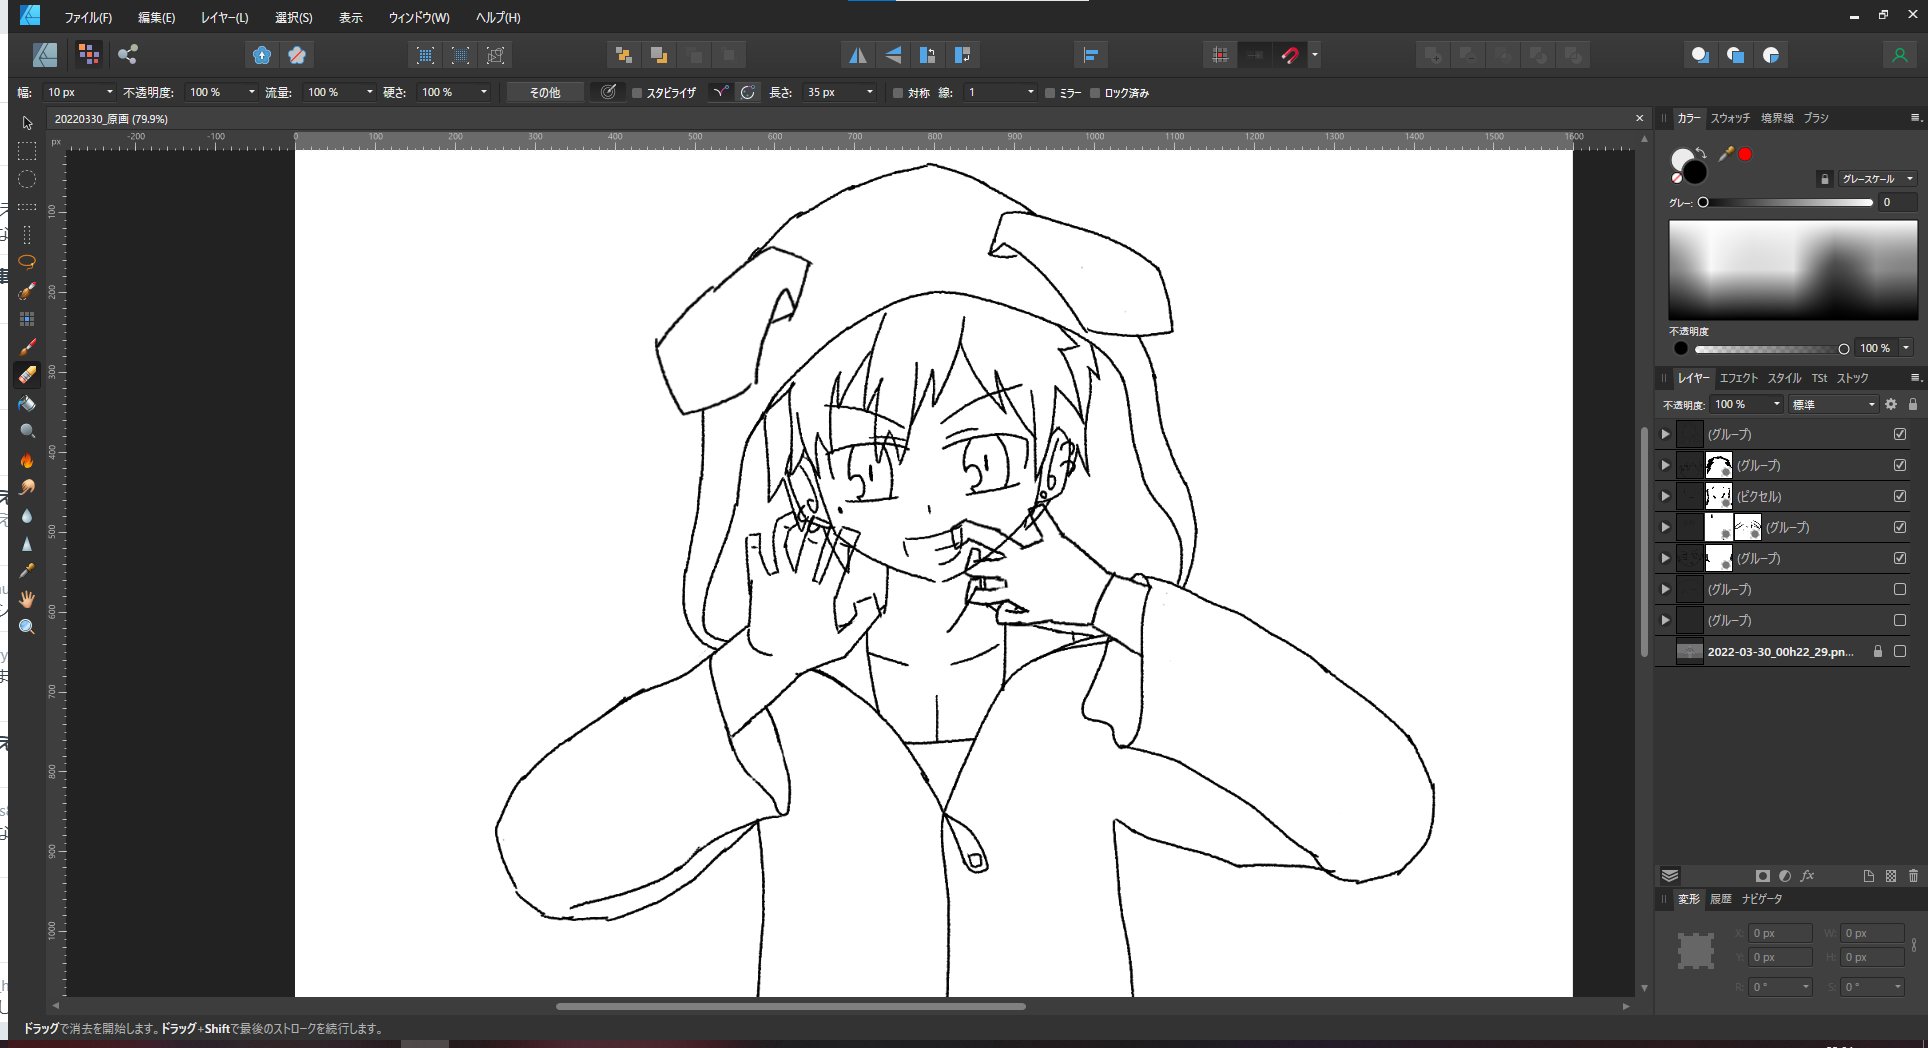 ファイル(F) 編集(E) レイヤー(L) 選択(S) 表示 ウィンドウ(W) ヘルプ(H)
幅: 10 px 不透明度: 100 % 流量: 100 % 硬さ: 100 % その他 スタビライザ 長さ: 35 px 対称 線: 1 ミラー ロック済み
20220330_原画 (79.9%)
px -200 -100 0 100 200 300 400 500 600 700 800 900 1000 1100 1200 1300 1400 1500 1600
100
200
300
400
500
600
700
800
900
1000
カラー スウォッチ 境界線 ブラシ
グレースケール
グレー: 0
不透明度
100 %
レイヤー エフェクト スタイル TSt ストック
不透明度: 100 % 標準
(グループ)
(グループ)
(ピクセル)
(グループ)
(グループ)
(グループ)
(グループ)
2022-03-30_00h22_29.pn...
fx
変形 履歴 ナビゲータ
X: 0 px W: 0 px
Y: 0 px H: 0 px
R: 0 ° S: 0 °
ドラッグで消去を開始します。ドラッグ+Shiftで最後のストロークを続行します。